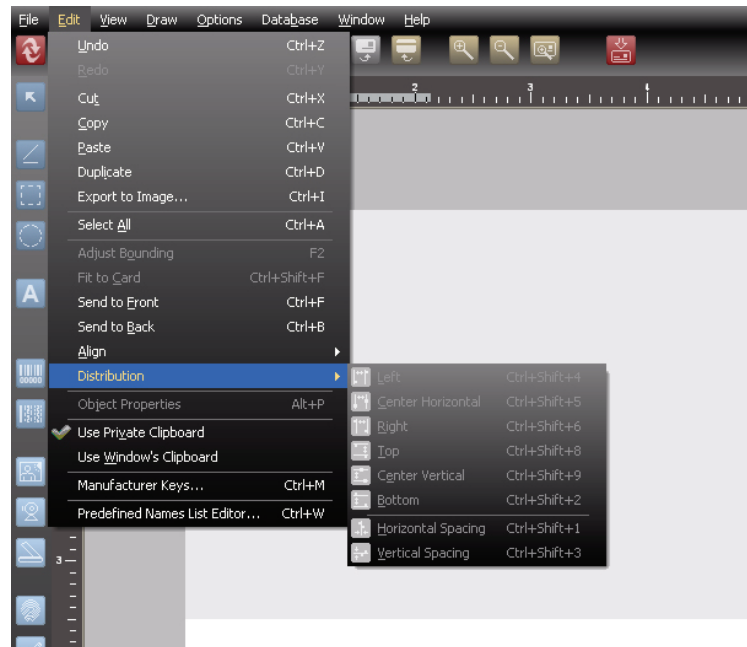 File Edit View Draw Options Database Window Help
Undo Ctrl+Z
Redo Ctrl+Y
Cut Ctrl+X
Copy Ctrl+C
Paste Ctrl+V
Duplicate Ctrl+D
Export to Image... Ctrl+I
Select All Ctrl+A
Adjust Bounding F2
Fit to Card Ctrl+Shift+F
Send to Front Ctrl+F
Send to Back Ctrl+B
Align
Distribution
Object Properties Alt+P
Use Private Clipboard
Use Window's Clipboard
Manufacturer Keys... Ctrl+M
Predefined Names List Editor... Ctrl+W
Left Ctrl+Shift+4
Center Horizontal Ctrl+Shift+5
Right Ctrl+Shift+6
Top Ctrl+Shift+8
Center Vertical Ctrl+Shift+9
Bottom Ctrl+Shift+2
Horizontal Spacing Ctrl+Shift+1
Vertical Spacing Ctrl+Shift+3
2 3 4
A
00000
3